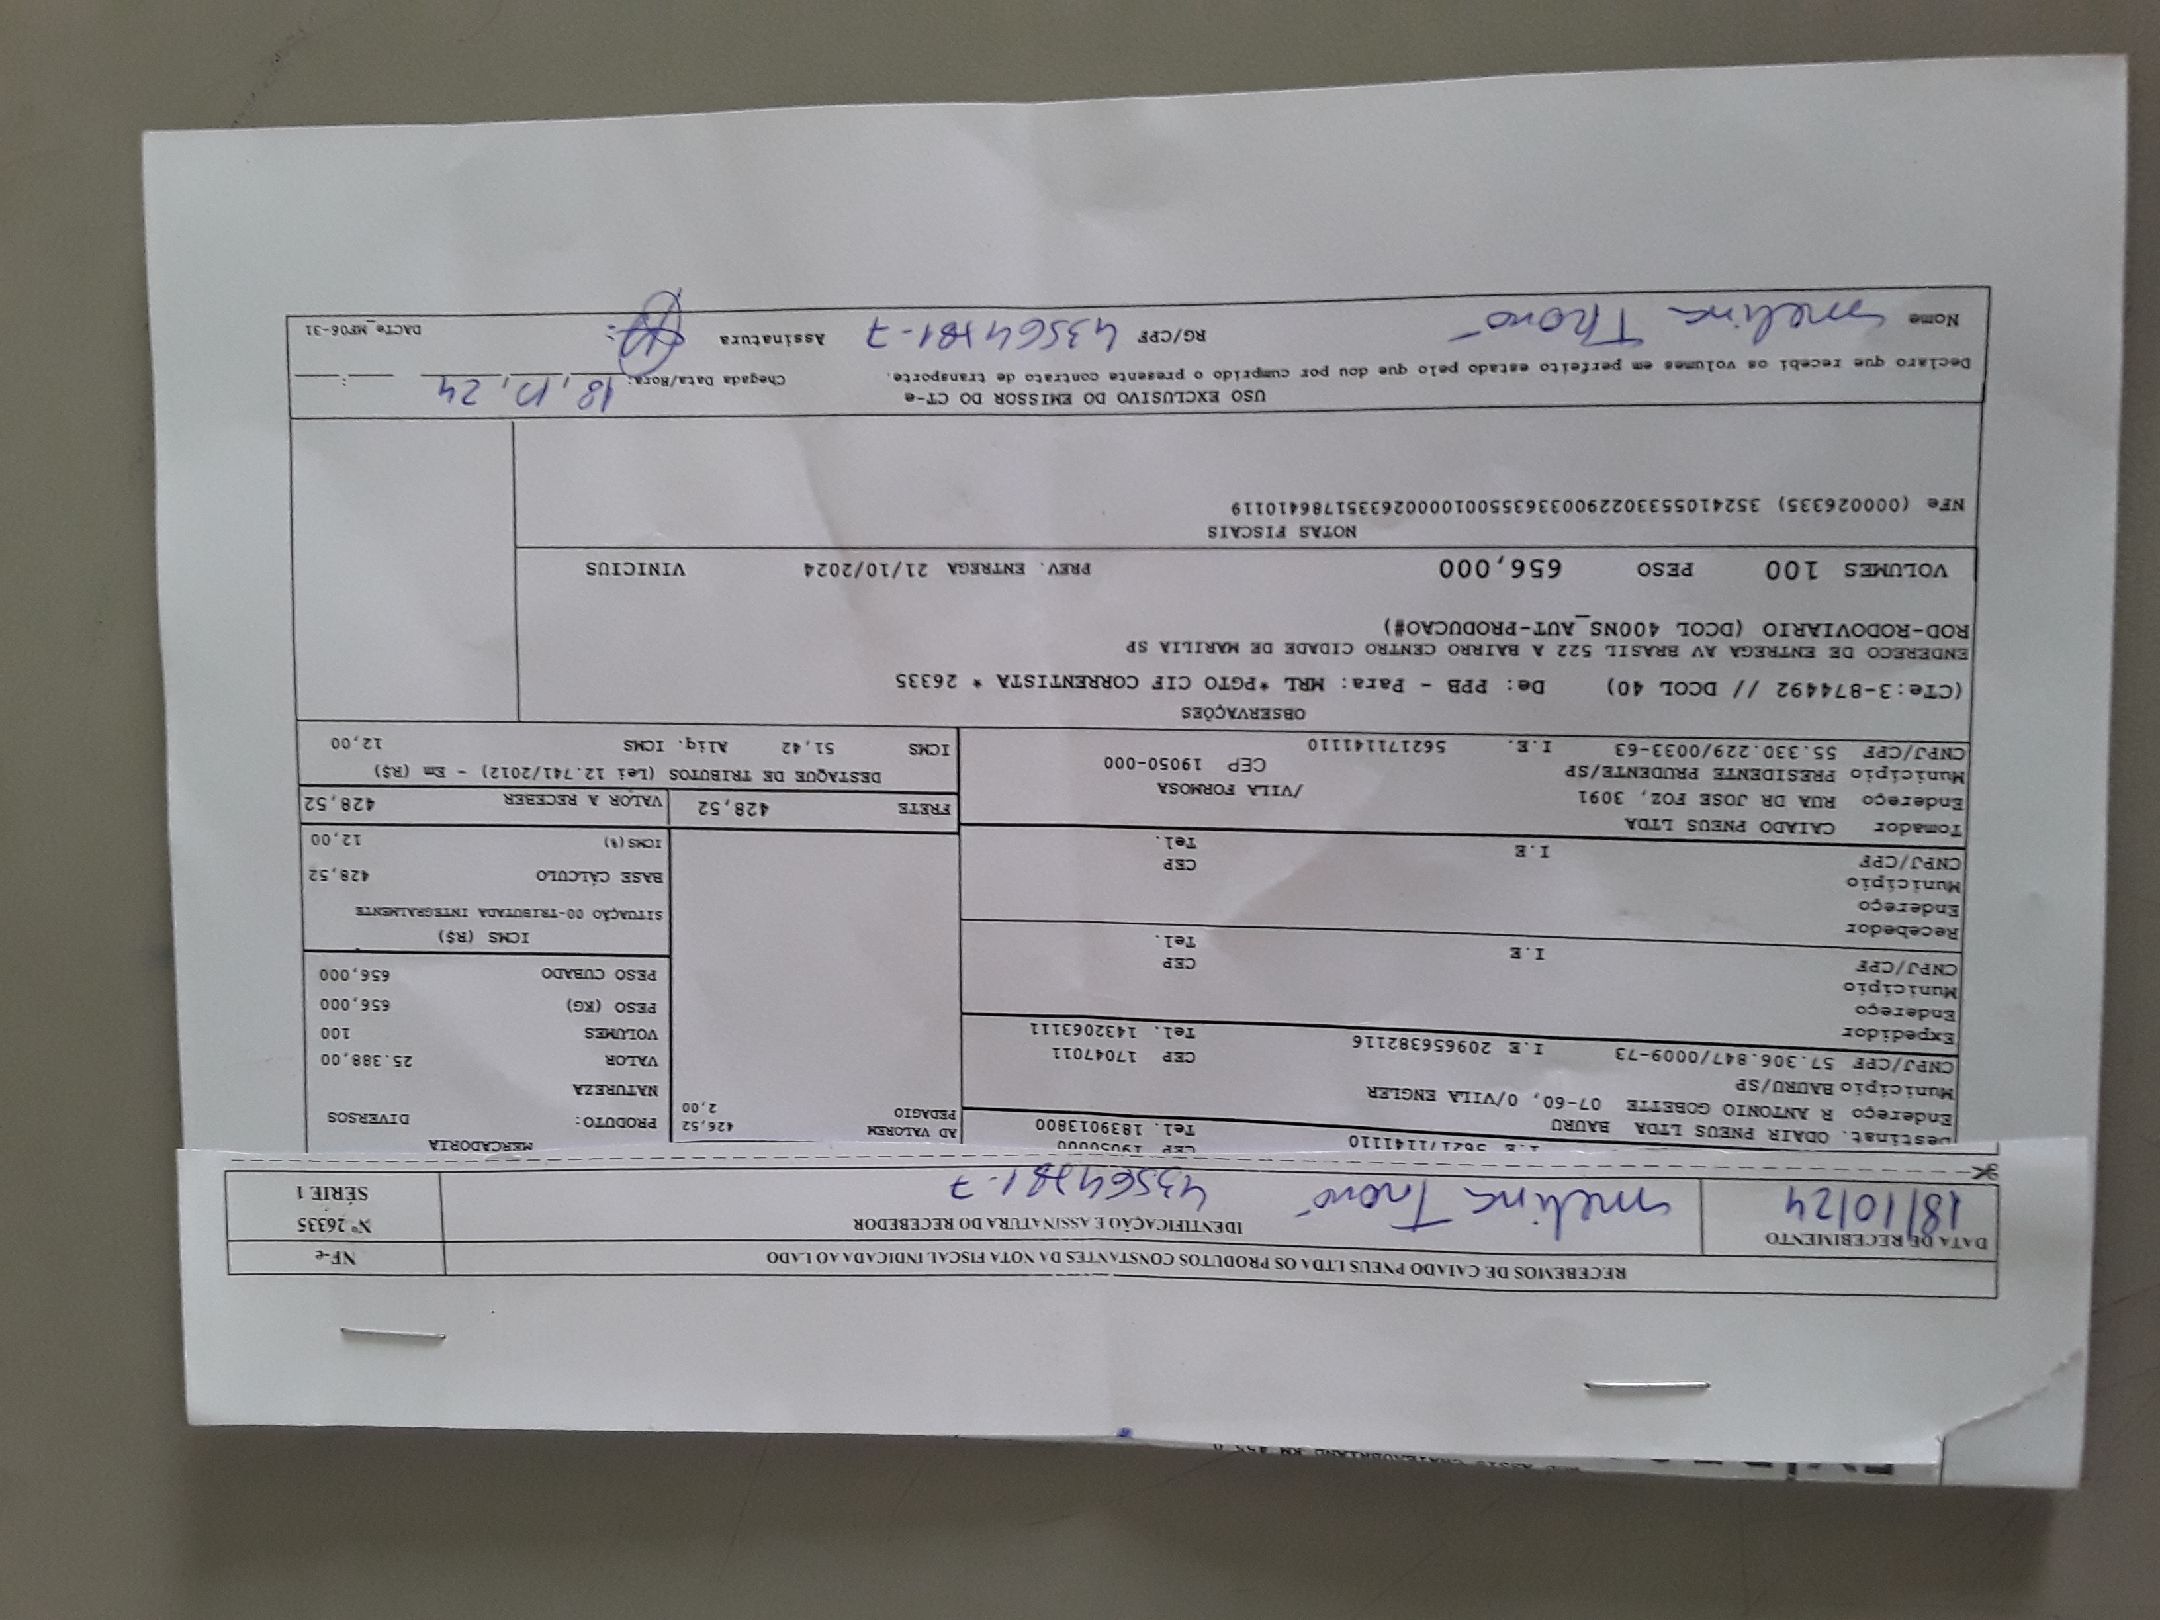 RECEBEMOS DE CAIADO PNEUS LTDA OS PRODUTOS CONSTANTES DA NOTA FISCAL INDICADA AO LADO
NF-e
DATA DE RECEBIMENTO
IDENTIFICAÇÃO E ASSINATURA DO RECEBEDOR
Nº 26335
SÉRIE 1
18/10/24
melina
I.E 562171141110
CEP 19050000
Tel. 1839013800
Destinat. ODAIR PNEUS LTDA BAURU
Endereço R ANTONIO GOBETTE 07-60, 0/VILA ENGLER
Município BAURU/SP
CEP 17047011
CNPJ/CPF 57.306.847/0009-73 I.E 209656382116 Tel. 1432063111
Expedidor
Endereço
Município
CEP
CNPJ/CPF I.E Tel.
Recebedor
Endereço
Município
CEP
CNPJ/CPF I.E Tel.
Tomador CAIADO PNEUS LTDA
Endereço RUA DR JOSE FOZ, 3091 /VILA FORMOSA
Município PRESIDENTE PRUDENTE/SP CEP 19050-000
CNPJ/CPF 55.330.229/0033-63 I.E. 562171141110
AD VALOREM 426,52
PEDAGIO 2,00
FRETE 428,52
MERCADORIA
PRODUTO: DIVERSOS
NATUREZA
VALOR 25.388,00
VOLUMES 100
PESO (KG) 656,000
PESO CUBADO 656,000
ICMS (R$)
SITUAÇÃO 00-TRIBUTADA INTEGRALMENTE
BASE CÁLCULO 428,52
ICMS (%) 12,00
VALOR A RECEBER 428,52
DESTAQUE DE TRIBUTOS (Lei 12.741/2012) - Em (R$)
ICMS 51,42 Aliq. ICMS 12,00
OBSERVAÇÕES
(CTe:3-874492 // DCOL 40) De: PPB - Para: MRL *PGTO CIF CORRENTISTA * 26335
ENDERECO DE ENTREGA AV BRASIL 522 A BAIRRO CENTRO CIDADE DE MARILIA SP
ROD-RODOVIARIO (DCOL 400NS_AUT-PRODUCAO#)
VOLUMES 100 PESO 656,000 PREV. ENTREGA 21/10/2024 VINICIUS
NOTAS FISCAIS
NFe (000026335) 35241055330229003363550010000263351786410119
USO EXCLUSIVO DO EMISSOR DO CT-e
Declaro que recebi os volumes em perfeito estado pelo que dou por cumprido o presente contrato de transporte.
Chegada Data/Hora: 18, 10, 24
Nome melina
RG/CPF
Assinatura
DACTe_MF06-31